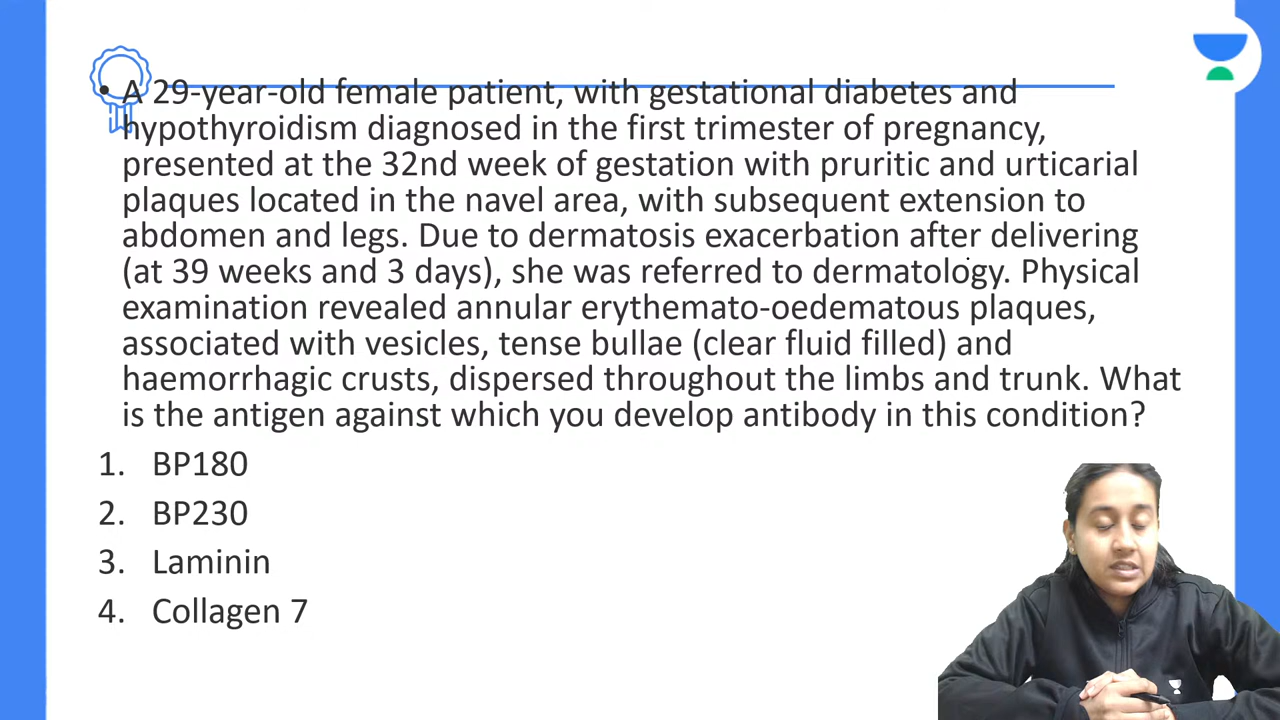 • A 29-year-old female patient, with gestational diabetes and
hypothyroidism diagnosed in the first trimester of pregnancy,
presented at the 32nd week of gestation with pruritic and urticarial
plaques located in the navel area, with subsequent extension to
abdomen and legs. Due to dermatosis exacerbation after delivering
(at 39 weeks and 3 days), she was referred to dermatology. Physical
examination revealed annular erythemato-oedematous plaques,
associated with vesicles, tense bullae (clear fluid filled) and
haemorrhagic crusts, dispersed throughout the limbs and trunk. What
is the antigen against which you develop antibody in this condition?
1. BP180
2. BP230
3. Laminin
4. Collagen 7